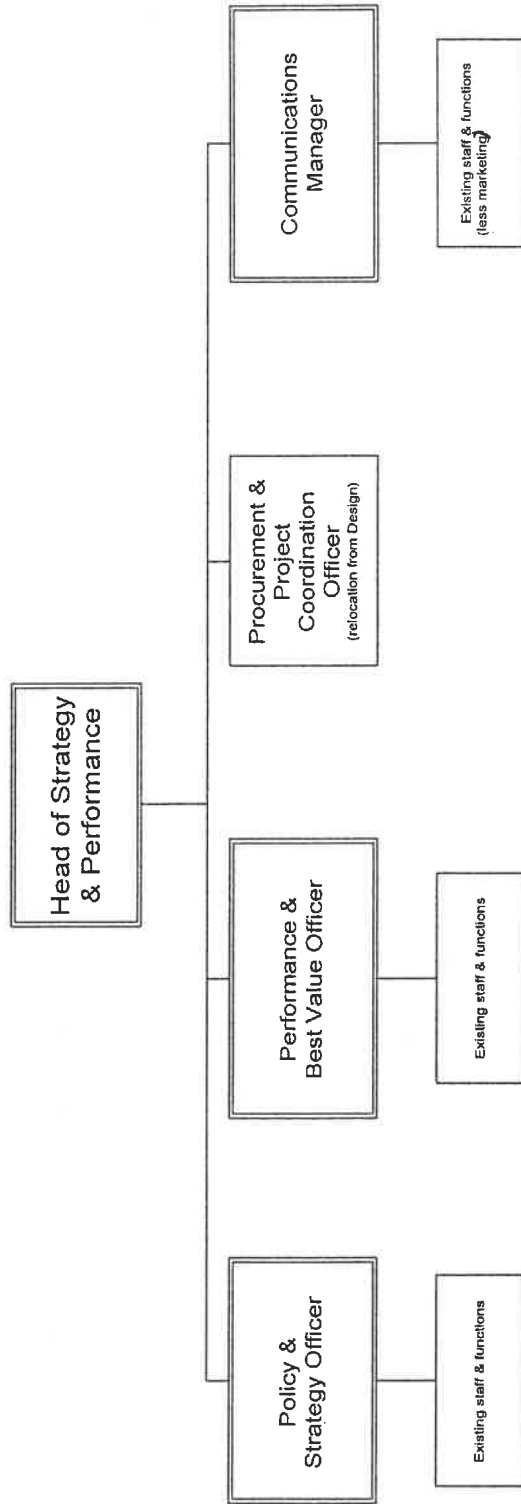 Head of Strategy
& Performance
Policy &
Strategy Officer
Performance &
Best Value Officer
Procurement &
Project
Coordination
Officer
(relocation from Design)
Communications
Manager
Existing staff & functions
Existing staff & functions
Existing staff & functions
(less marketing)